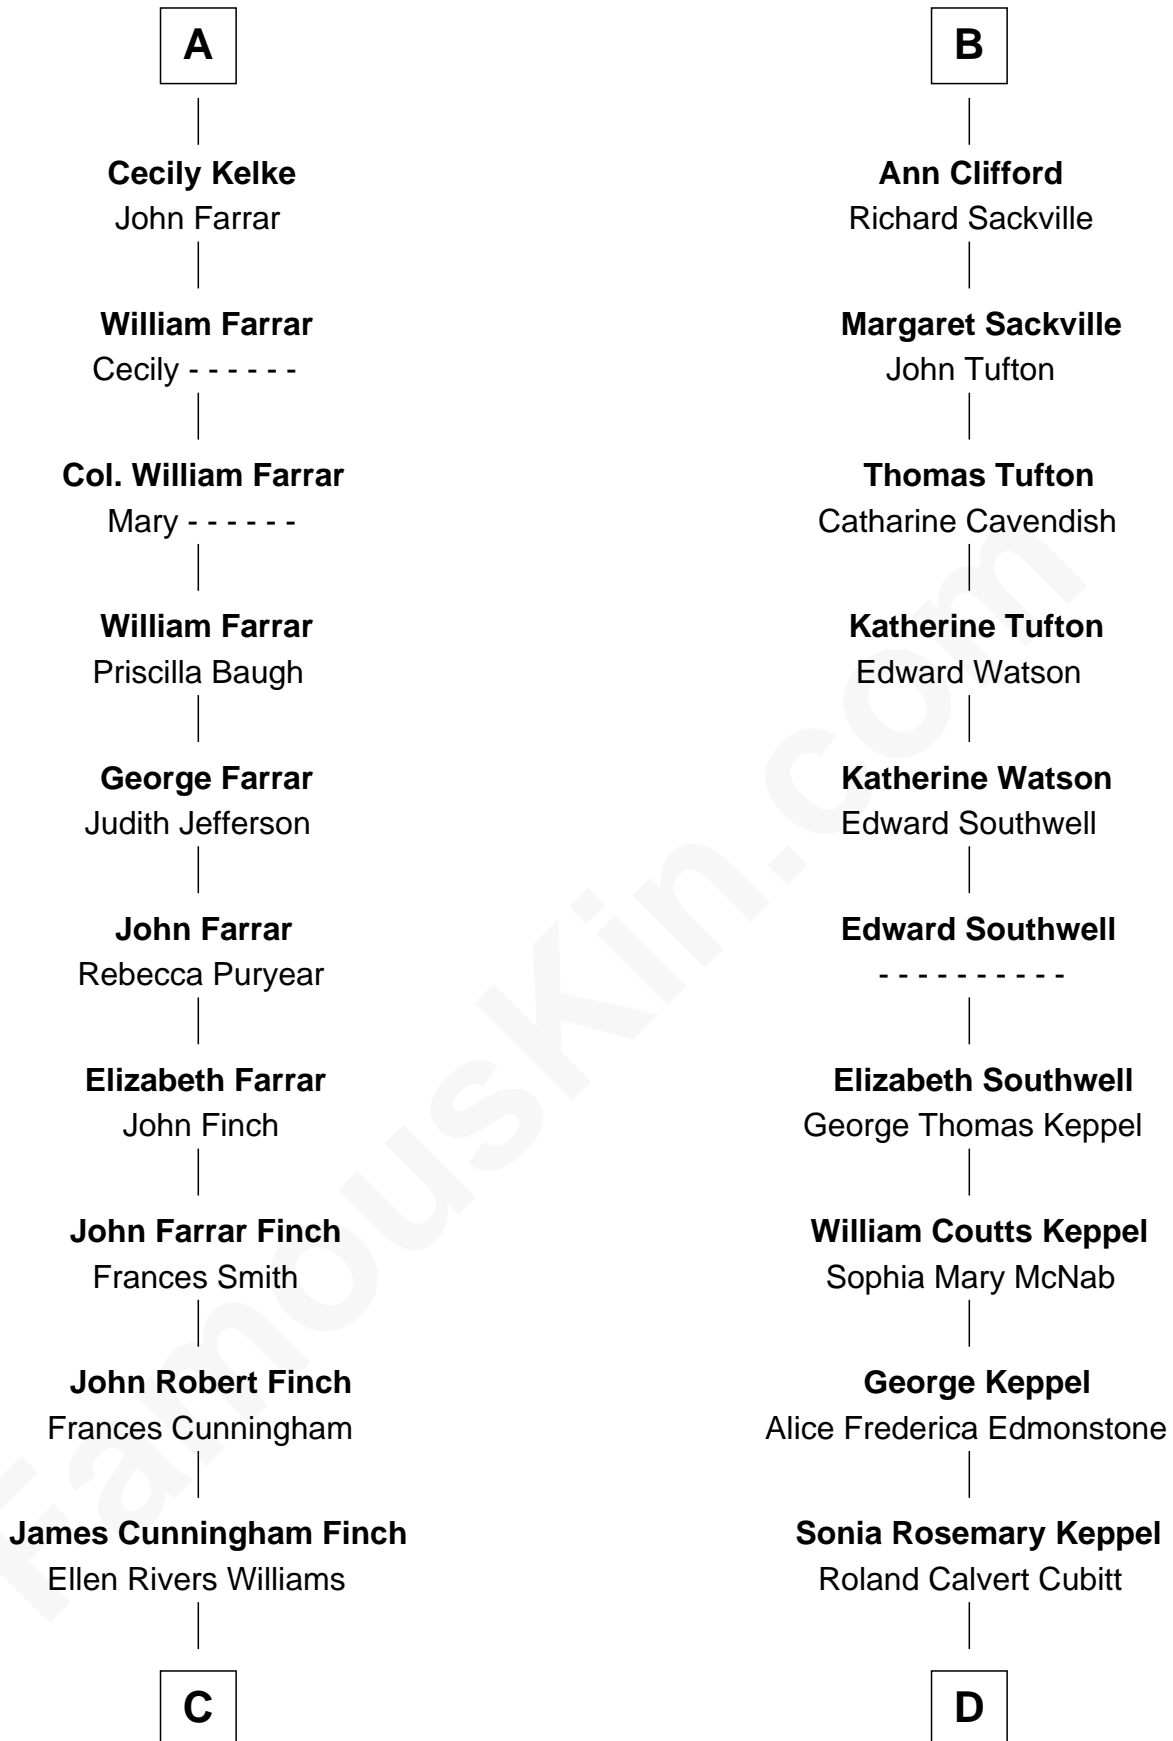 A
Cecily Kelke
John Farrar
William Farrar
Cecily - - - - - -
Col. William Farrar
Mary - - - - - -
William Farrar
Priscilla Baugh
George Farrar
Judith Jefferson
John Farrar
Rebecca Puryear
Elizabeth Farrar
John Finch
John Farrar Finch
Frances Smith
John Robert Finch
Frances Cunningham
James Cunningham Finch
Ellen Rivers Williams
C
B
Ann Clifford
Richard Sackville
Margaret Sackville
John Tufton
Thomas Tufton
Catharine Cavendish
Katherine Tufton
Edward Watson
Katherine Watson
Edward Southwell
Edward Southwell
- - - - - - - - - -
Elizabeth Southwell
George Thomas Keppel
William Coutts Keppel
Sophia Mary McNab
George Keppel
Alice Frederica Edmonstone
Sonia Rosemary Keppel
Roland Calvert Cubitt
D
FamousKin.com